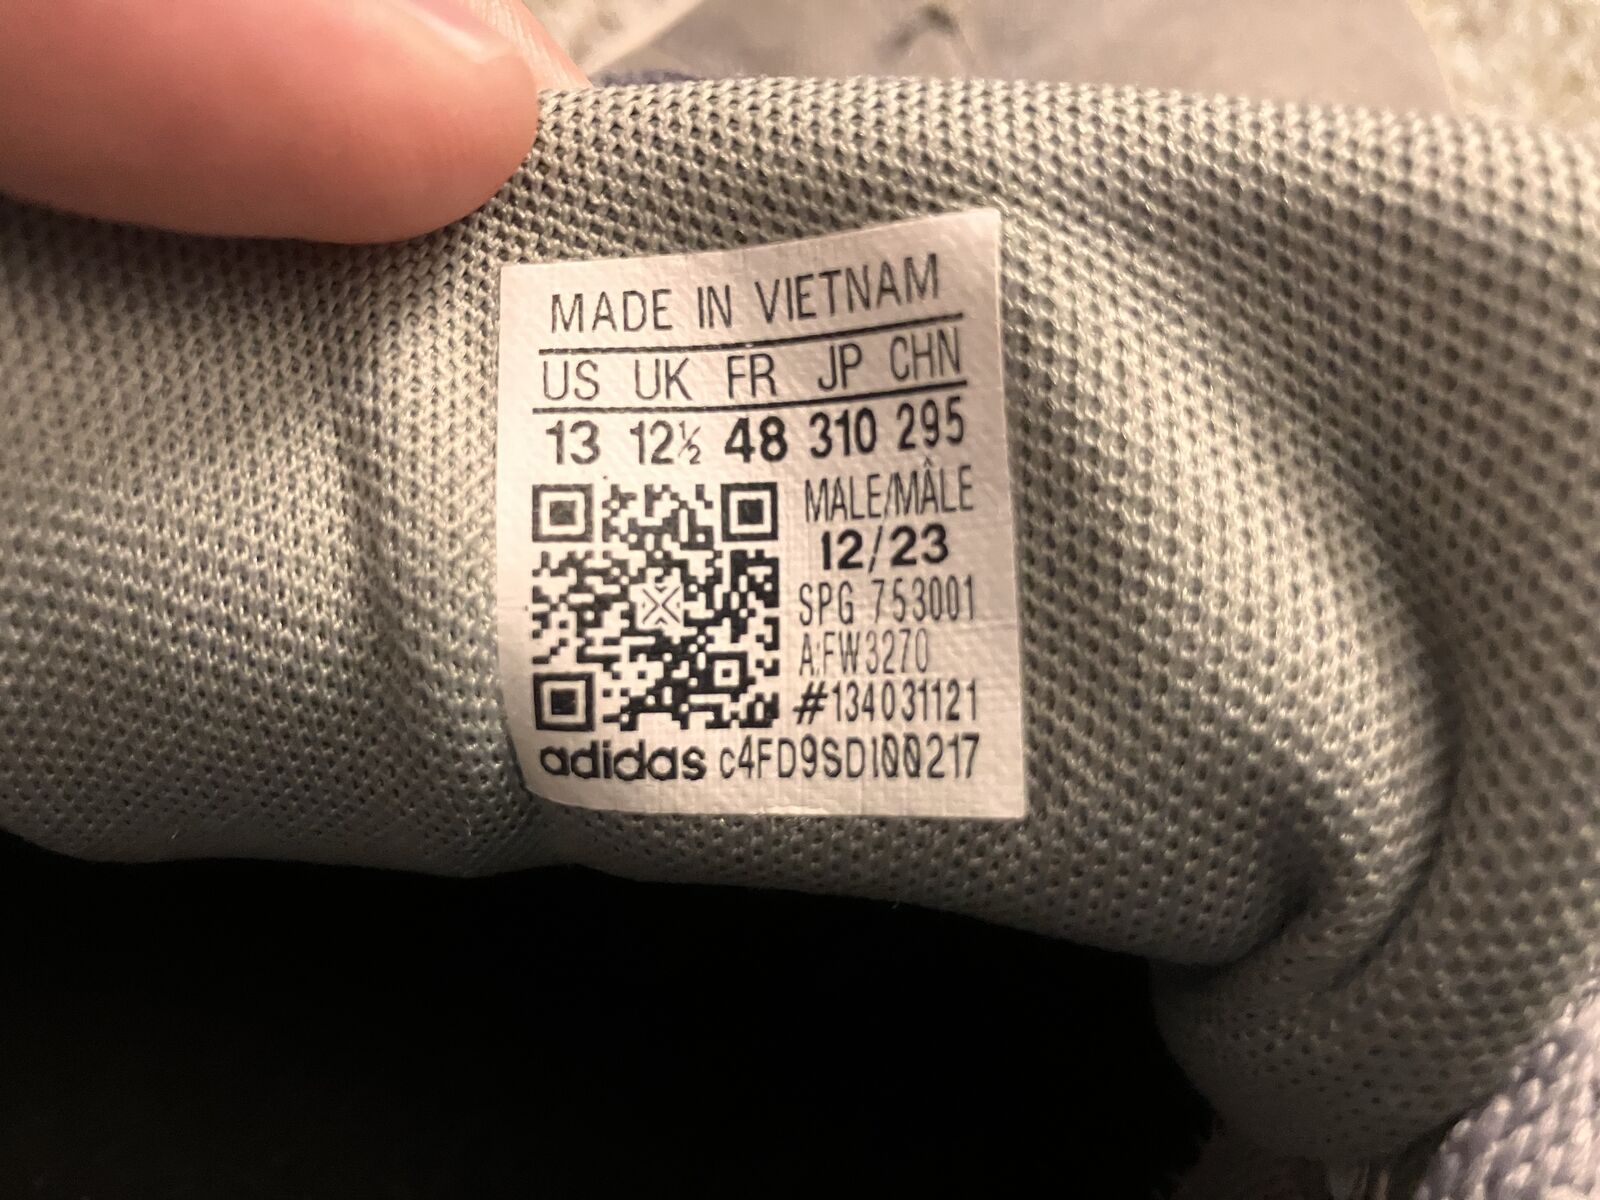 MADE IN VIETNAM
US UK FR JP CHN
13 12½ 48 310 295
MALE/MÂLE
12/23
SPG 753001
A:FW3270
#134031121
adidas c4FD9SDI00217